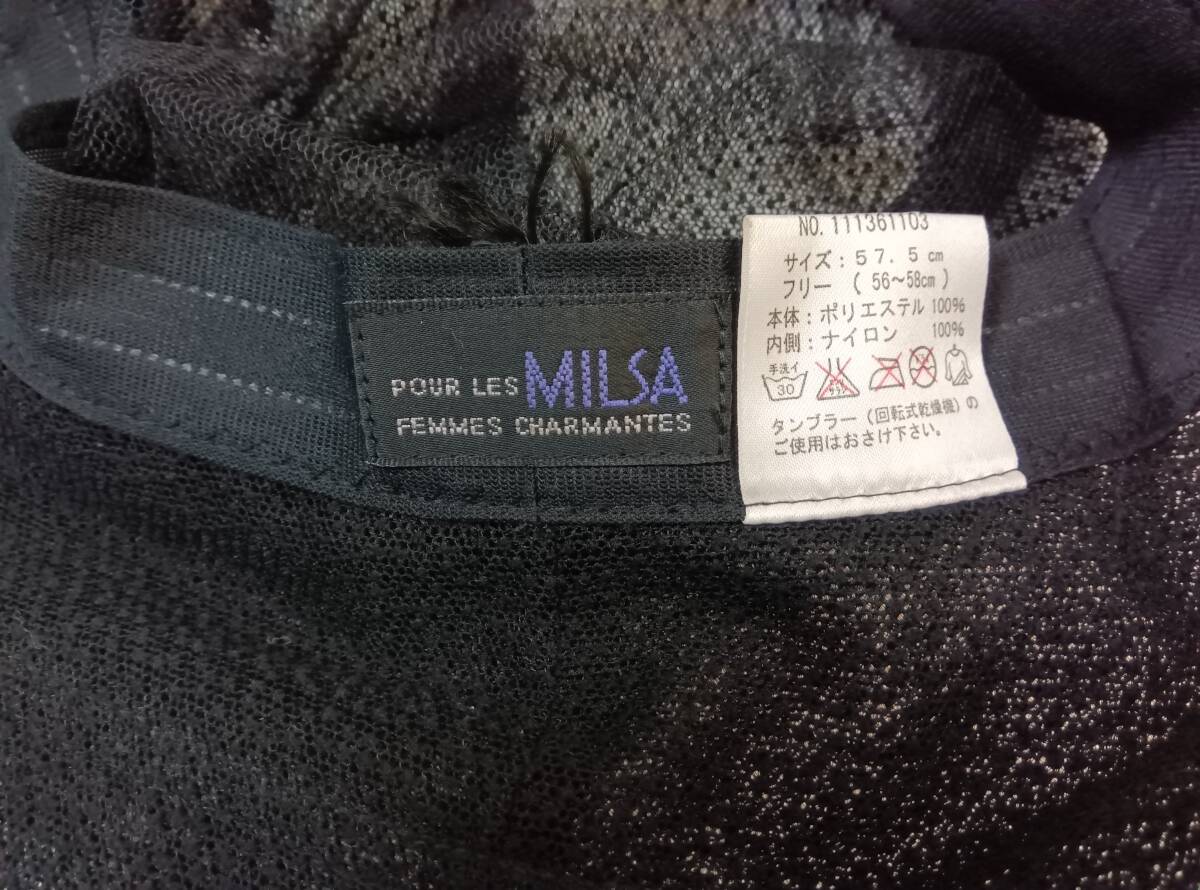 POUR LES MILSA
FEMMES CHARMANTES
NO. 111361103
サイズ : 57.5 cm
フリー ( 56～58cm )
本体 : ポリエステル 100%
内側 : ナイロン 100%
手洗イ
30
タンブラー (回転式乾燥機) の
ご使用はおさけ下さい。